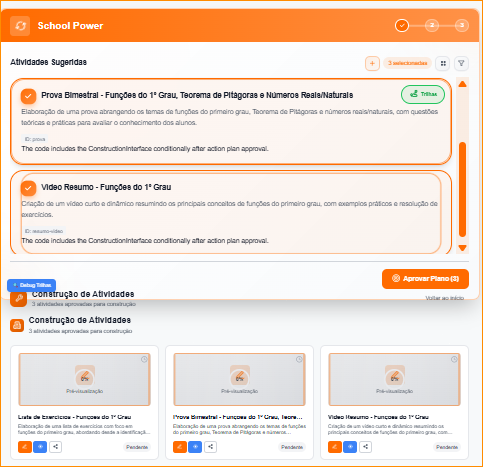 School Power
2
3
Atividades Sugeridas
+
3 selecionadas
Prova Bimestral - Funções do 1º Grau, Teorema de Pitágoras e Números Reais/Naturais
Trilhas
Elaboração de uma prova abrangendo os temas de funções do primeiro grau, Teorema de Pitágoras e números reais/naturais, com questões
teóricas e práticas para avaliar o conhecimento dos alunos.
ID: prova
The code includes the ConstructionInterface conditionally after action plan approval.
Vídeo Resumo - Funções do 1º Grau
Criação de um vídeo curto e dinâmico resumindo os principais conceitos de funções do primeiro grau, com exemplos práticos e resolução de
exercícios.
ID: resumo-video
The code includes the ConstructionInterface conditionally after action plan approval.
Aprovar Plano (3)
Debug Trilhas
Construção de Atividades
3 atividades aprovadas para construção
Voltar ao início
Construção de Atividades
3 atividades aprovadas para construção
0%
Pré-visualização
0%
Pré-visualização
0%
Pré-visualização
Lista de Exercícios - Funções do 1º Grau
Elaboração de uma lista de exercícios com foco em
funções do primeiro grau, abordando desde a identificaçã...
Pendente
Prova Bimestral - Funções do 1º Grau, Teore...
Elaboração de uma prova abrangendo os temas de funções
do primeiro grau, Teorema de Pitágoras e números...
Pendente
Vídeo Resumo - Funções do 1º Grau
Criação de um vídeo curto e dinâmico resumindo os
principais conceitos de funções do primeiro grau, com...
Pendente